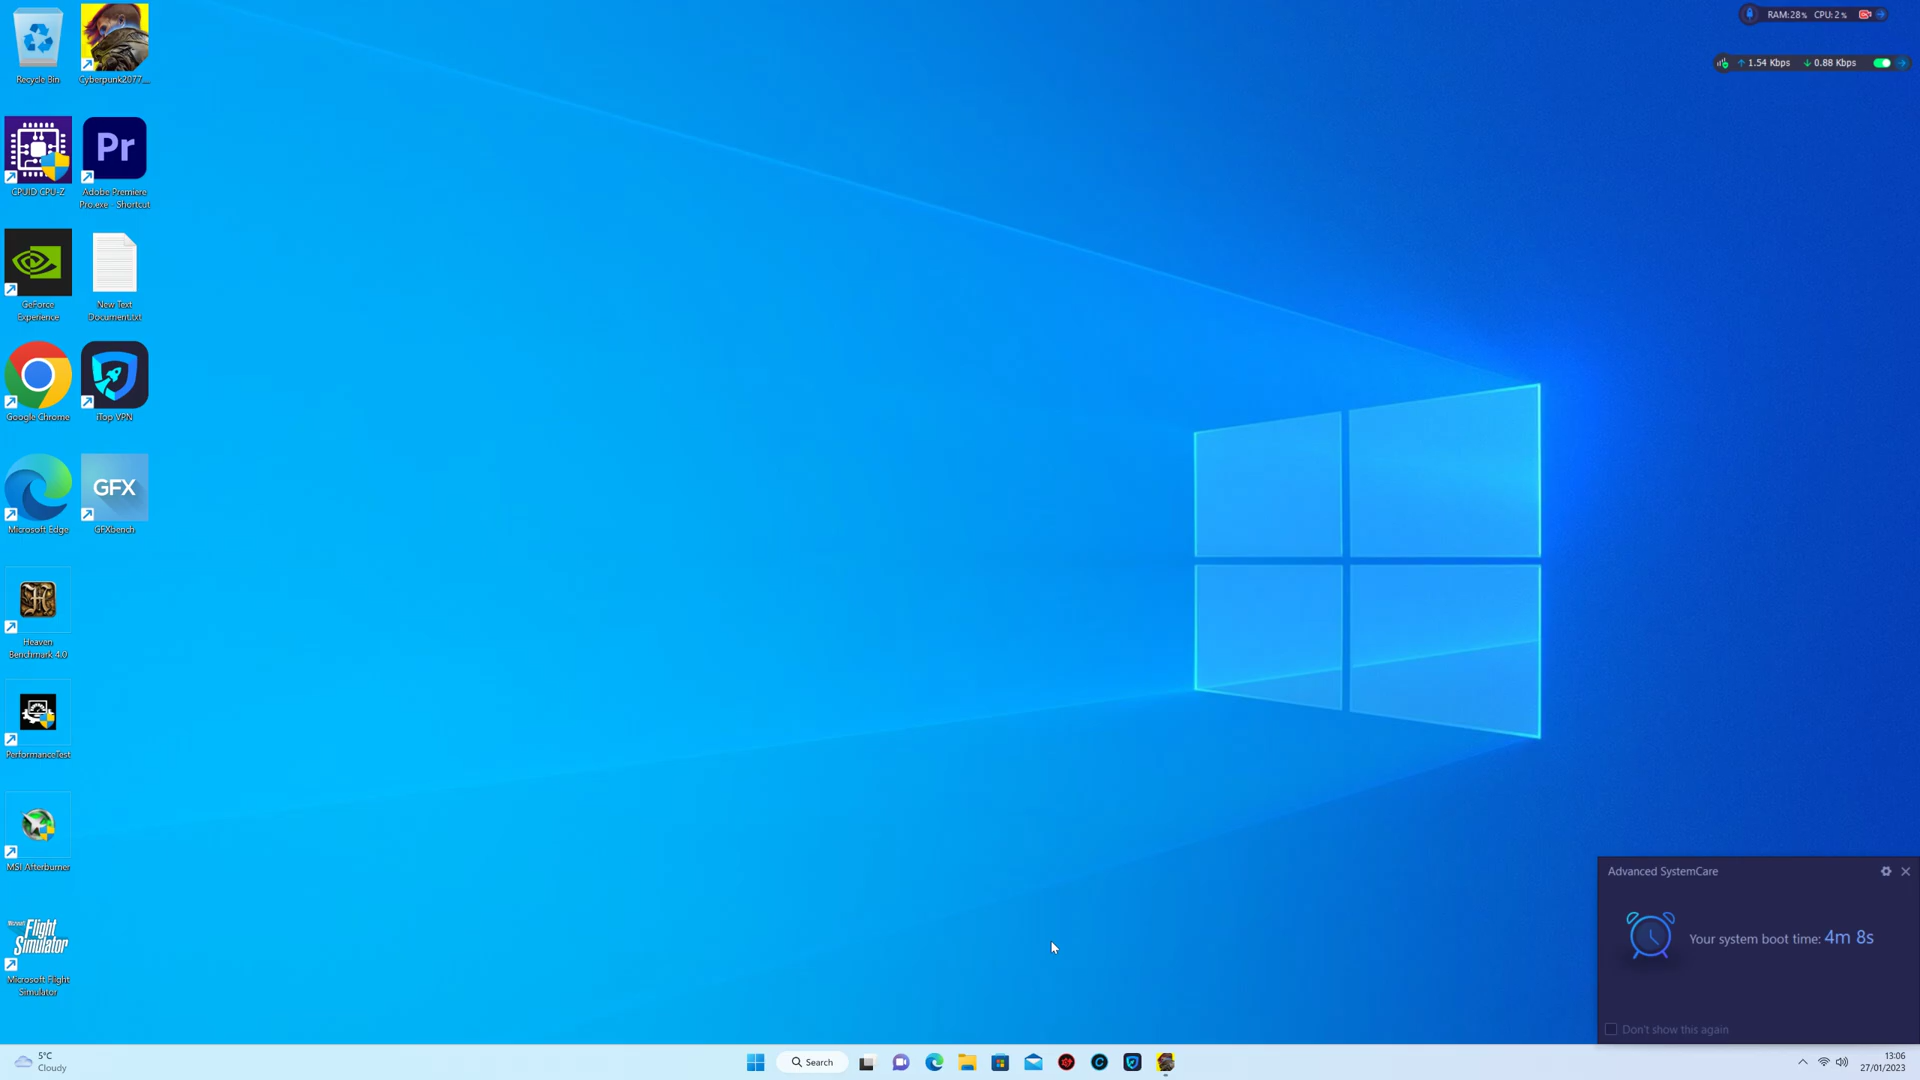 Recycle Bin
Cyberpunk2077...
CPUID CPU-Z
Pr
Adobe Premiere
Pro.exe - Shortcut
GeForce
Experience
New Text
Document.txt
Google Chrome
iTop VPN
Microsoft Edge
GFX
GFXbench
Heaven
Benchmark 4.0
PerformanceTest
MSI Afterburner
Microsoft
Flight
Simulator
Microsoft Flight
Simulator
RAM:28% CPU:2%
1.54 Kbps 0.88 Kbps
Advanced SystemCare
Your system boot time: 4m 8s
Don't show this again
5°C
Cloudy
Search
13:06
27/01/2023